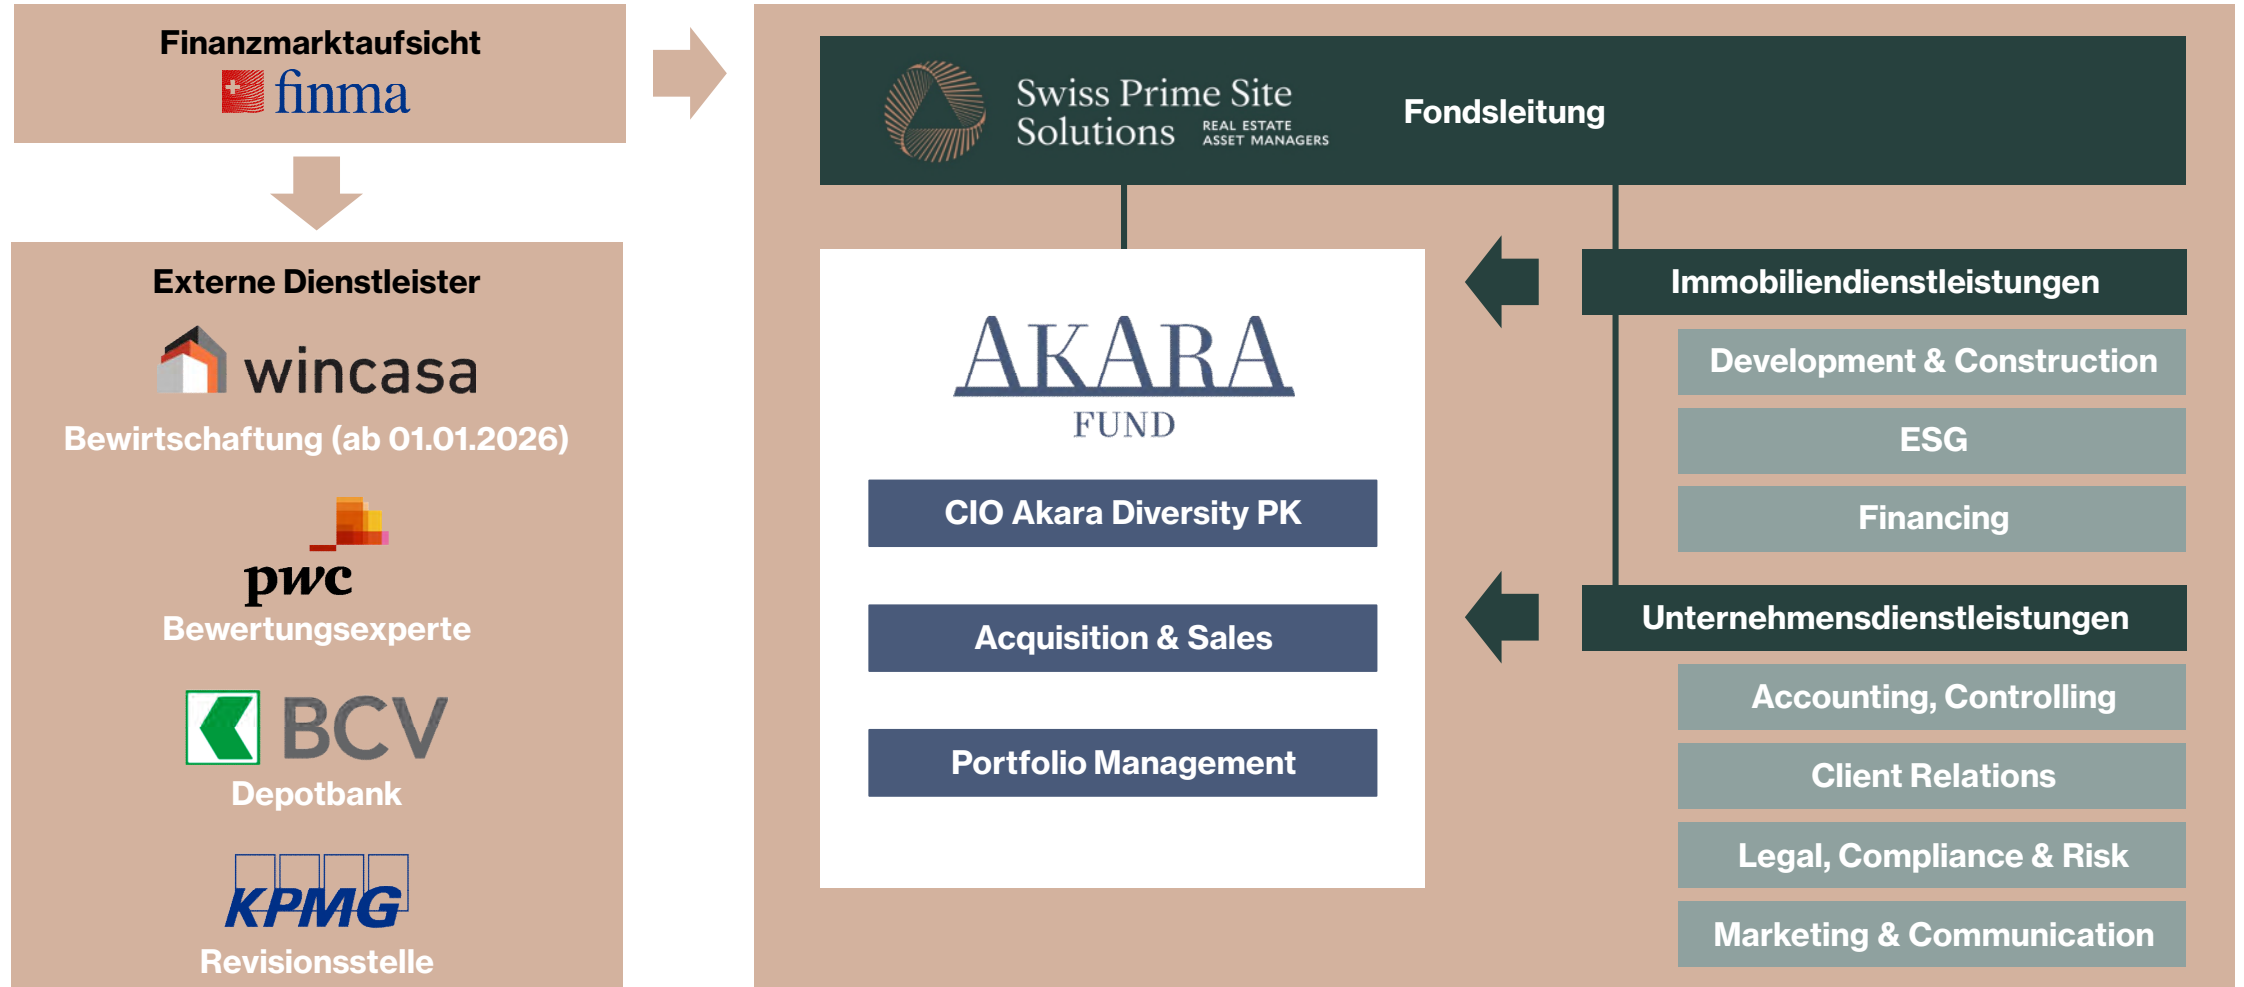 Finanzmarktaufsicht
finma
Externe Dienstleister
wincasa
Bewirtschaftung (ab 01.01.2026)
pwc
Bewertungsexperte
BCV
Depotbank
KPMG
Revisionsstelle
Swiss Prime Site
Solutions
REAL ESTATE
ASSET MANAGERS
Fondsleitung
AKARA
FUND
CIO Akara Diversity PK
Acquisition & Sales
Portfolio Management
Immobiliendienstleistungen
Development & Construction
ESG
Financing
Unternehmensdienstleistungen
Accounting, Controlling
Client Relations
Legal, Compliance & Risk
Marketing & Communication